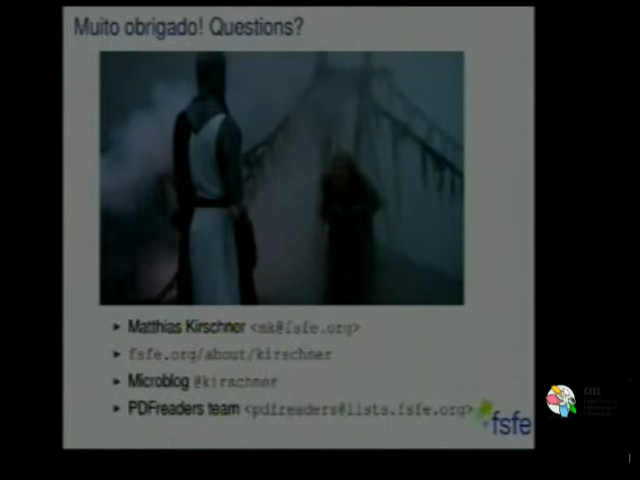 Muito obrigado! Questions?
Matthias Kirschner <mk@fsfe.org>
fsfe.org/about/kirschner
Microblog @kirschner
PDFreaders team <pdfreaders@lists.fsfe.org>
fsfe